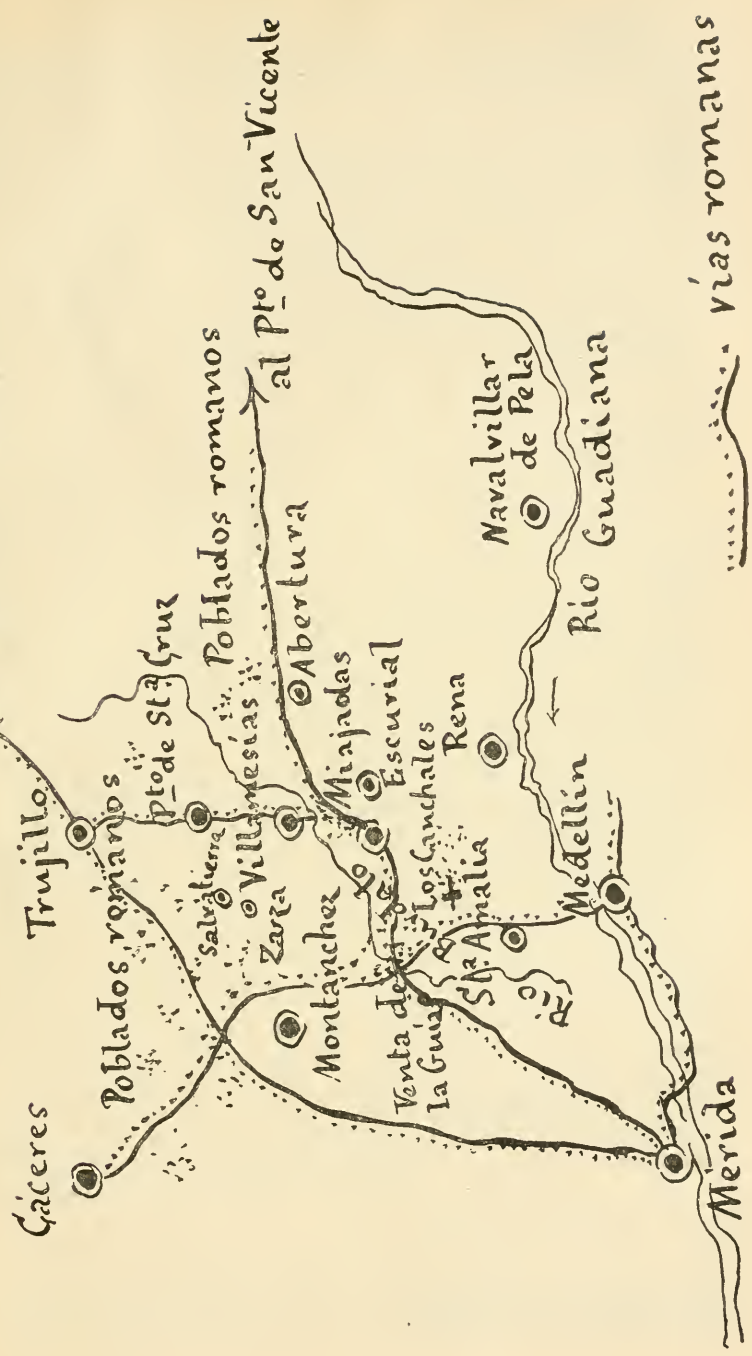 Cáceres
Trujillo
Poblados romanos
Pto de Sta Cruz
Salvatierra
Villamesías
Poblados romanos
al Pto de San Vicente
Zarza
Abertura
Montanchez
Miajadas
Escurial
Venta de
la Guía
Los Canchales
Rena
Sta Amalia
Navalvillar
de Pela
Medellín
Río Guadiana
Mérida
vías romanas